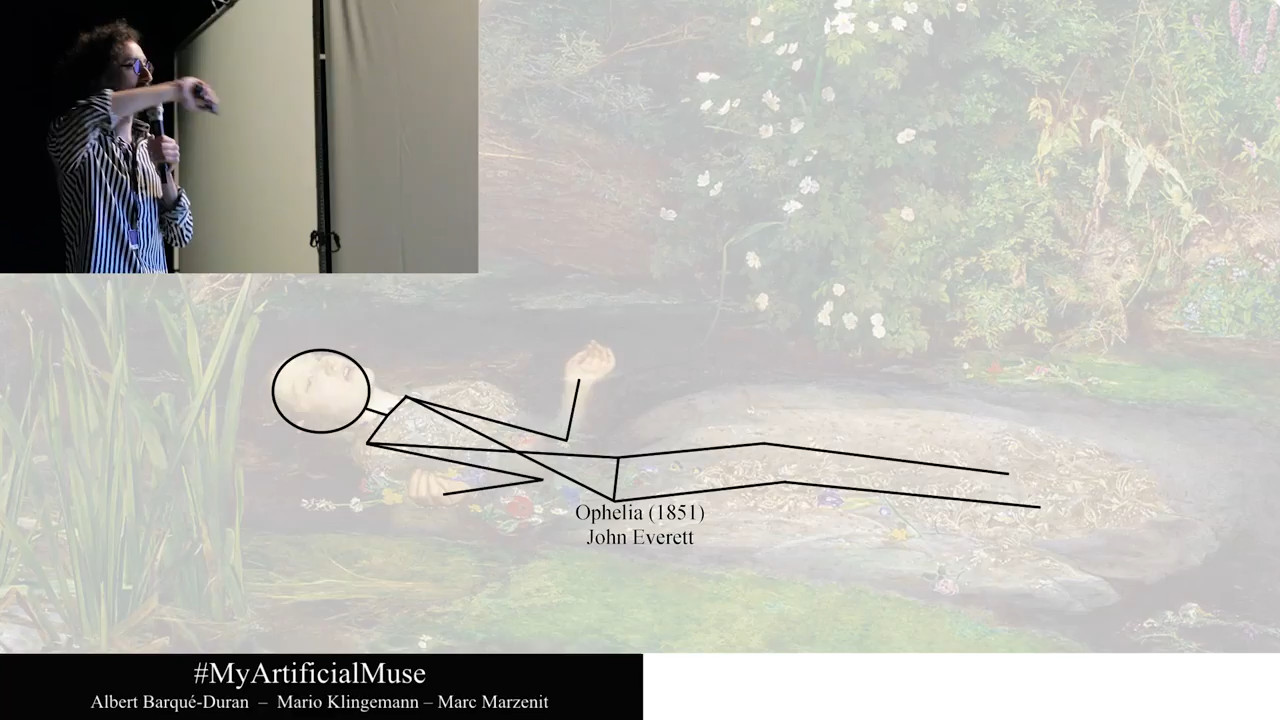 Ophelia (1851)
John Everett
#MyArtificialMuse
Albert Barqué-Duran – Mario Klingemann – Marc Marzenit